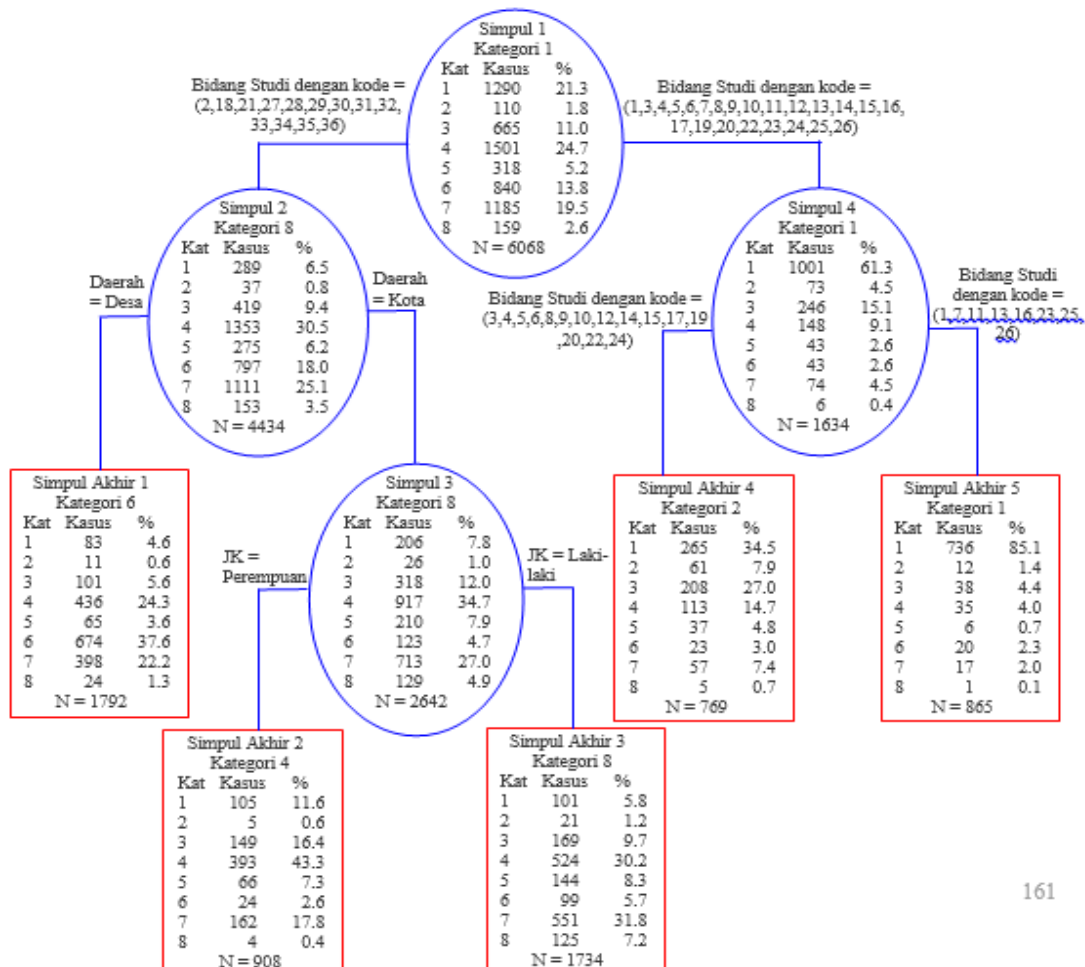 Simpul 1
Kategori 1
Kat Kasus %
1 1290 21.3
2 110 1.8
3 665 11.0
4 1501 24.7
5 318 5.2
6 840 13.8
7 1185 19.5
8 159 2.6
N = 6068
Bidang Studi dengan kode =
(2,18,21,27,28,29,30,31,32,
33,34,35,36)
Bidang Studi dengan kode =
(1,3,4,5,6,7,8,9,10,11,12,13,14,15,16,
17,19,20,22,23,24,25,26)
Simpul 2
Kategori 8
Kat Kasus %
1 289 6.5
2 37 0.8
3 419 9.4
4 1353 30.5
5 275 6.2
6 797 18.0
7 1111 25.1
8 153 3.5
N = 4434
Simpul 4
Kategori 1
Kat Kasus %
1 1001 61.3
2 73 4.5
3 246 15.1
4 148 9.1
5 43 2.6
6 43 2.6
7 74 4.5
8 6 0.4
N = 1634
Daerah
= Desa
Daerah
= Kota
Bidang Studi dengan kode =
(3,4,5,6,8,9,10,12,14,15,17,19
,20,22,24)
Bidang Studi
dengan kode =
(1,7,11,13,16,23,25,
26)
Simpul Akhir 1
Kategori 6
Kat Kasus %
1 83 4.6
2 11 0.6
3 101 5.6
4 436 24.3
5 65 3.6
6 674 37.6
7 398 22.2
8 24 1.3
N = 1792
Simpul 3
Kategori 8
Kat Kasus %
1 206 7.8
2 26 1.0
3 318 12.0
4 917 34.7
5 210 7.9
6 123 4.7
7 713 27.0
8 129 4.9
N = 2642
Simpul Akhir 4
Kategori 2
Kat Kasus %
1 265 34.5
2 61 7.9
3 208 27.0
4 113 14.7
5 37 4.8
6 23 3.0
7 57 7.4
8 5 0.7
N = 769
Simpul Akhir 5
Kategori 1
Kat Kasus %
1 736 85.1
2 12 1.4
3 38 4.4
4 35 4.0
5 6 0.7
6 20 2.3
7 17 2.0
8 1 0.1
N = 865
JK =
Perempuan
JK = Laki-
laki
Simpul Akhir 2
Kategori 4
Kat Kasus %
1 105 11.6
2 5 0.6
3 149 16.4
4 393 43.3
5 66 7.3
6 24 2.6
7 162 17.8
8 4 0.4
N = 908
Simpul Akhir 3
Kategori 8
Kat Kasus %
1 101 5.8
2 21 1.2
3 169 9.7
4 524 30.2
5 144 8.3
6 99 5.7
7 551 31.8
8 125 7.2
N = 1734
161